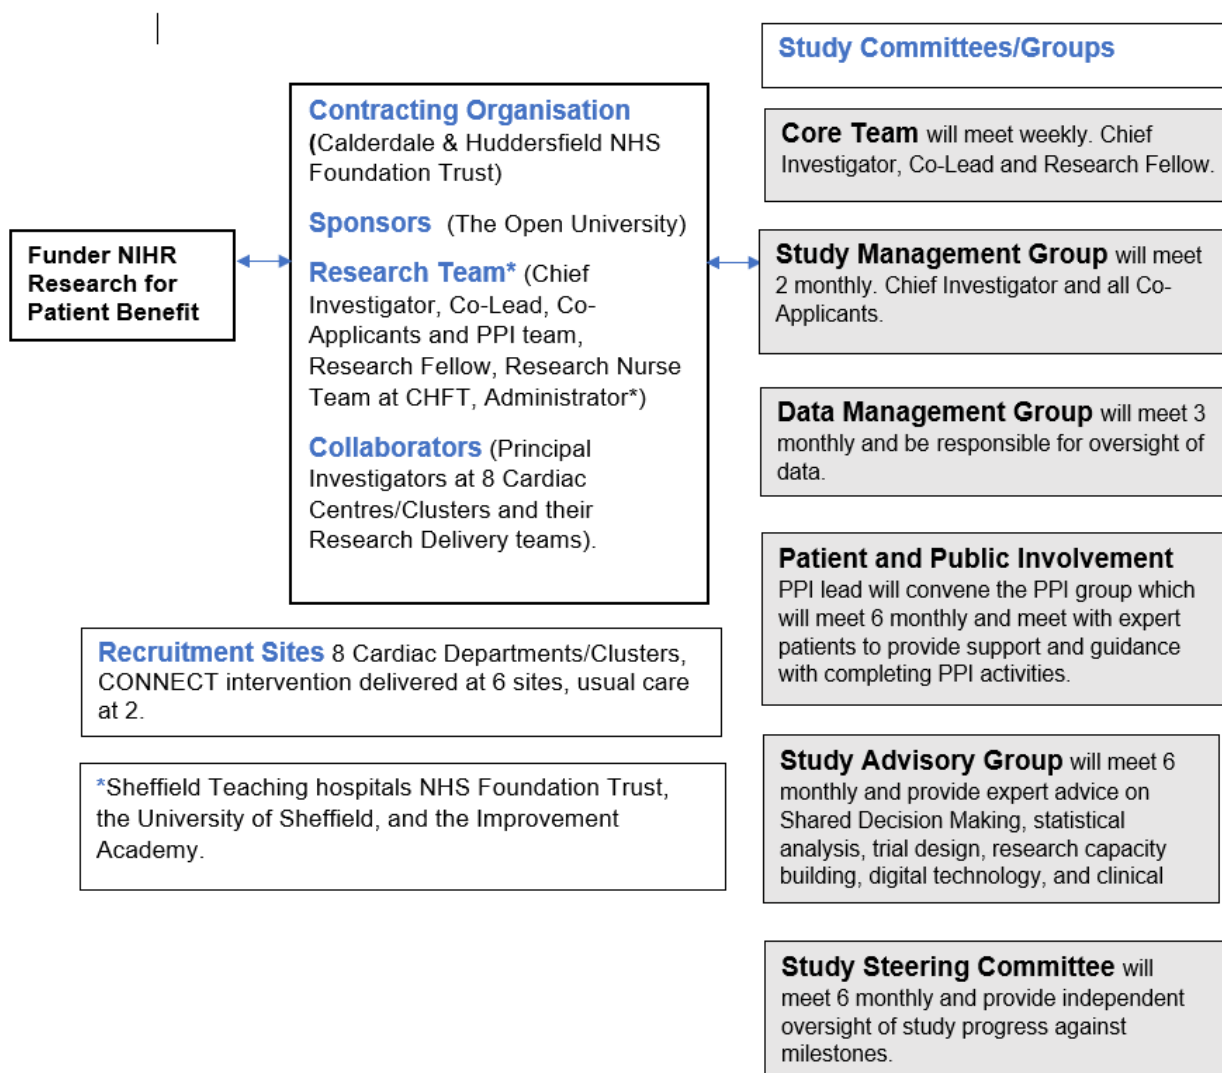 Funder NIHR
Research for
Patient Benefit
Contracting Organisation
(Calderdale & Huddersfield NHS
Foundation Trust)
Sponsors (The Open University)
Research Team* (Chief
Investigator, Co-Lead, Co-
Applicants and PPI team,
Research Fellow, Research Nurse
Team at CHFT, Administrator*)
Collaborators (Principal
Investigators at 8 Cardiac
Centres/Clusters and their
Research Delivery teams).
Recruitment Sites 8 Cardiac Departments/Clusters,
CONNECT intervention delivered at 6 sites, usual care
at 2.
*Sheffield Teaching hospitals NHS Foundation Trust,
the University of Sheffield, and the Improvement
Academy.
Study Committees/Groups
Core Team will meet weekly. Chief
Investigator, Co-Lead and Research Fellow.
Study Management Group will meet
2 monthly. Chief Investigator and all Co-
Applicants.
Data Management Group will meet 3
monthly and be responsible for oversight of
data.
Patient and Public Involvement
PPI lead will convene the PPI group which
will meet 6 monthly and meet with expert
patients to provide support and guidance
with completing PPI activities.
Study Advisory Group will meet 6
monthly and provide expert advice on
Shared Decision Making, statistical
analysis, trial design, research capacity
building, digital technology, and clinical
Study Steering Committee will
meet 6 monthly and provide independent
oversight of study progress against
milestones.